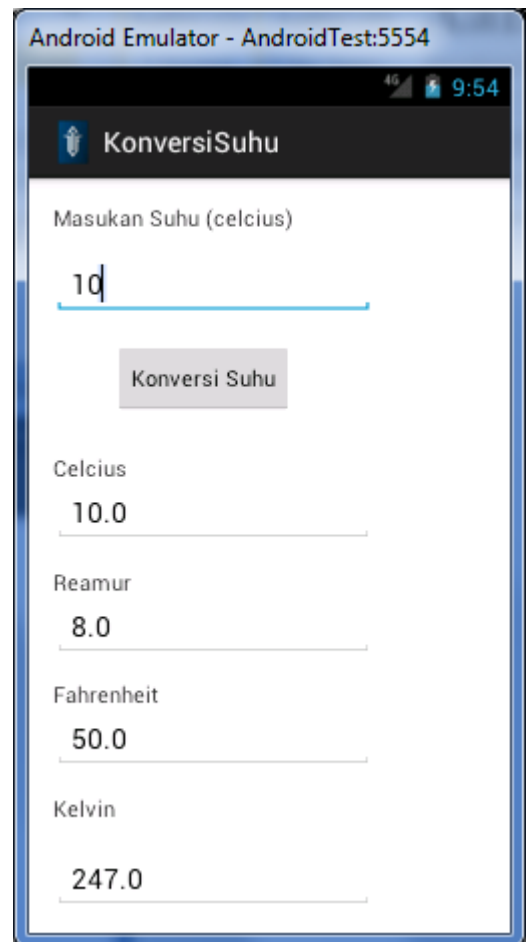 Android Emulator - AndroidTest:5554
4G 9:54
KonversiSuhu
Masukan Suhu (celcius)
10
Konversi Suhu
Celcius
10.0
Reamur
8.0
Fahrenheit
50.0
Kelvin
247.0